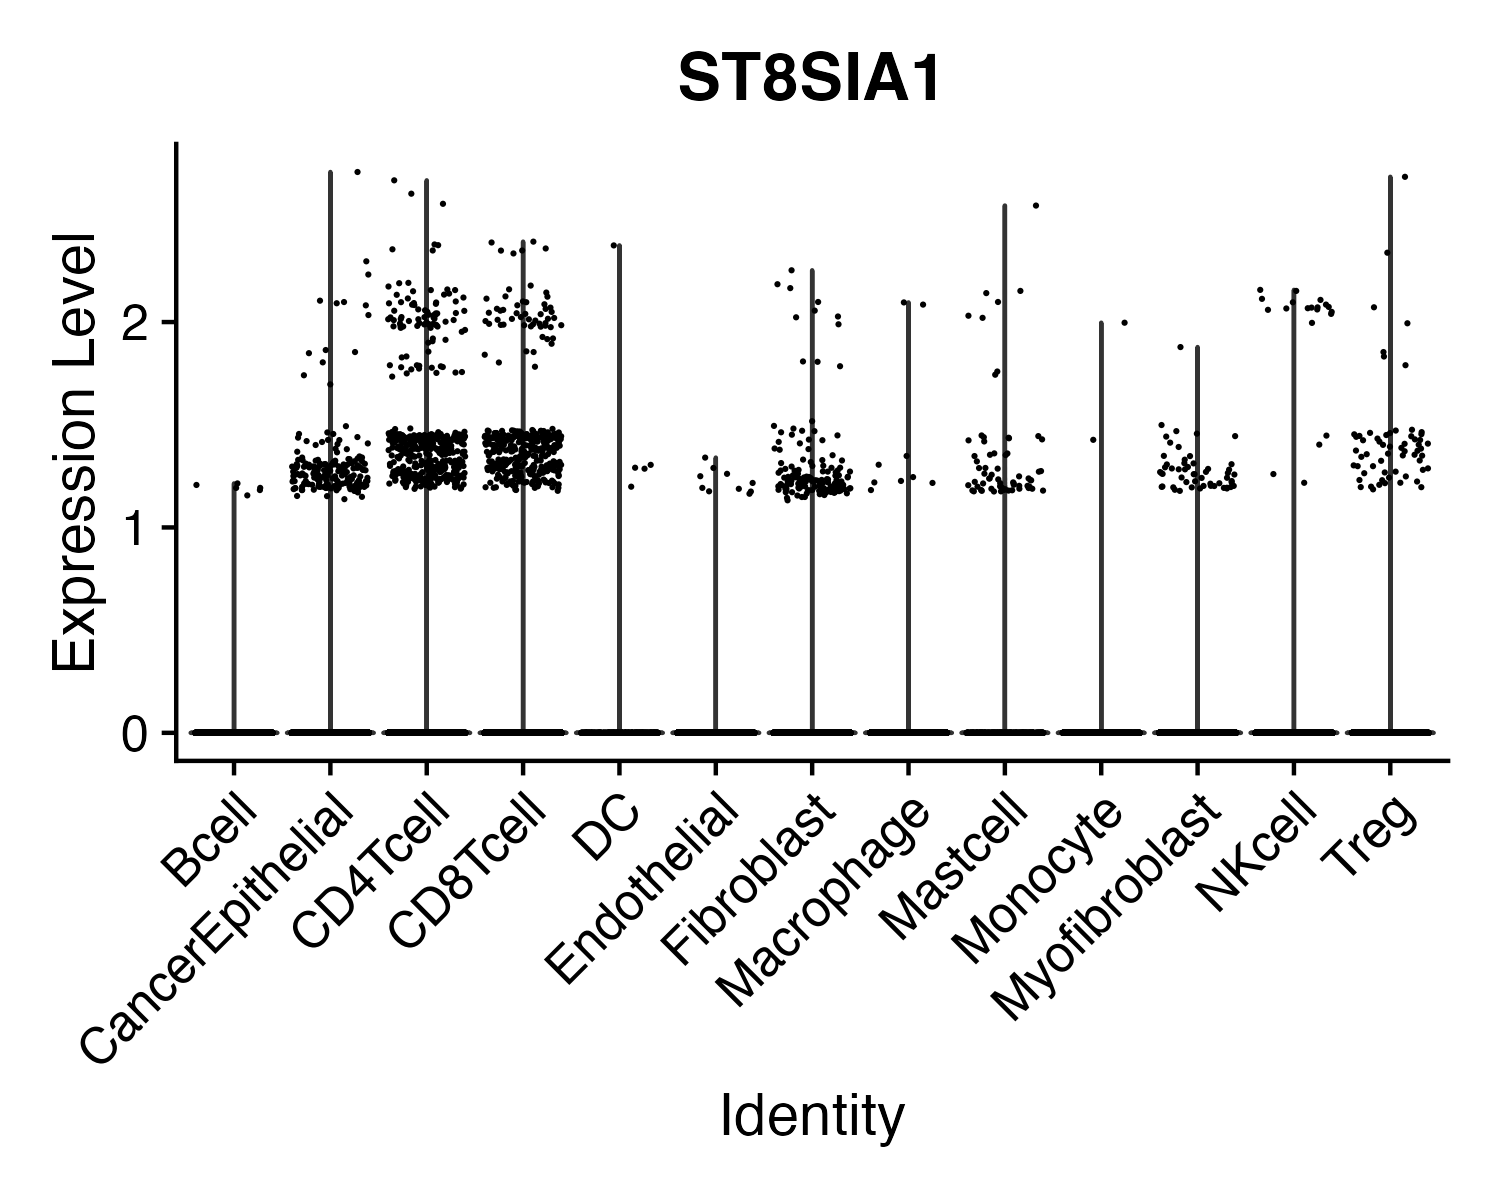 ST8SIA1
Expression Level
2
1
0
Bcell
CancerEpithelial
CD4Tcell
CD8Tcell
DC
Endothelial
Fibroblast
Macrophage
Mastcell
Monocyte
Myofibroblast
NKcell
Treg
Identity